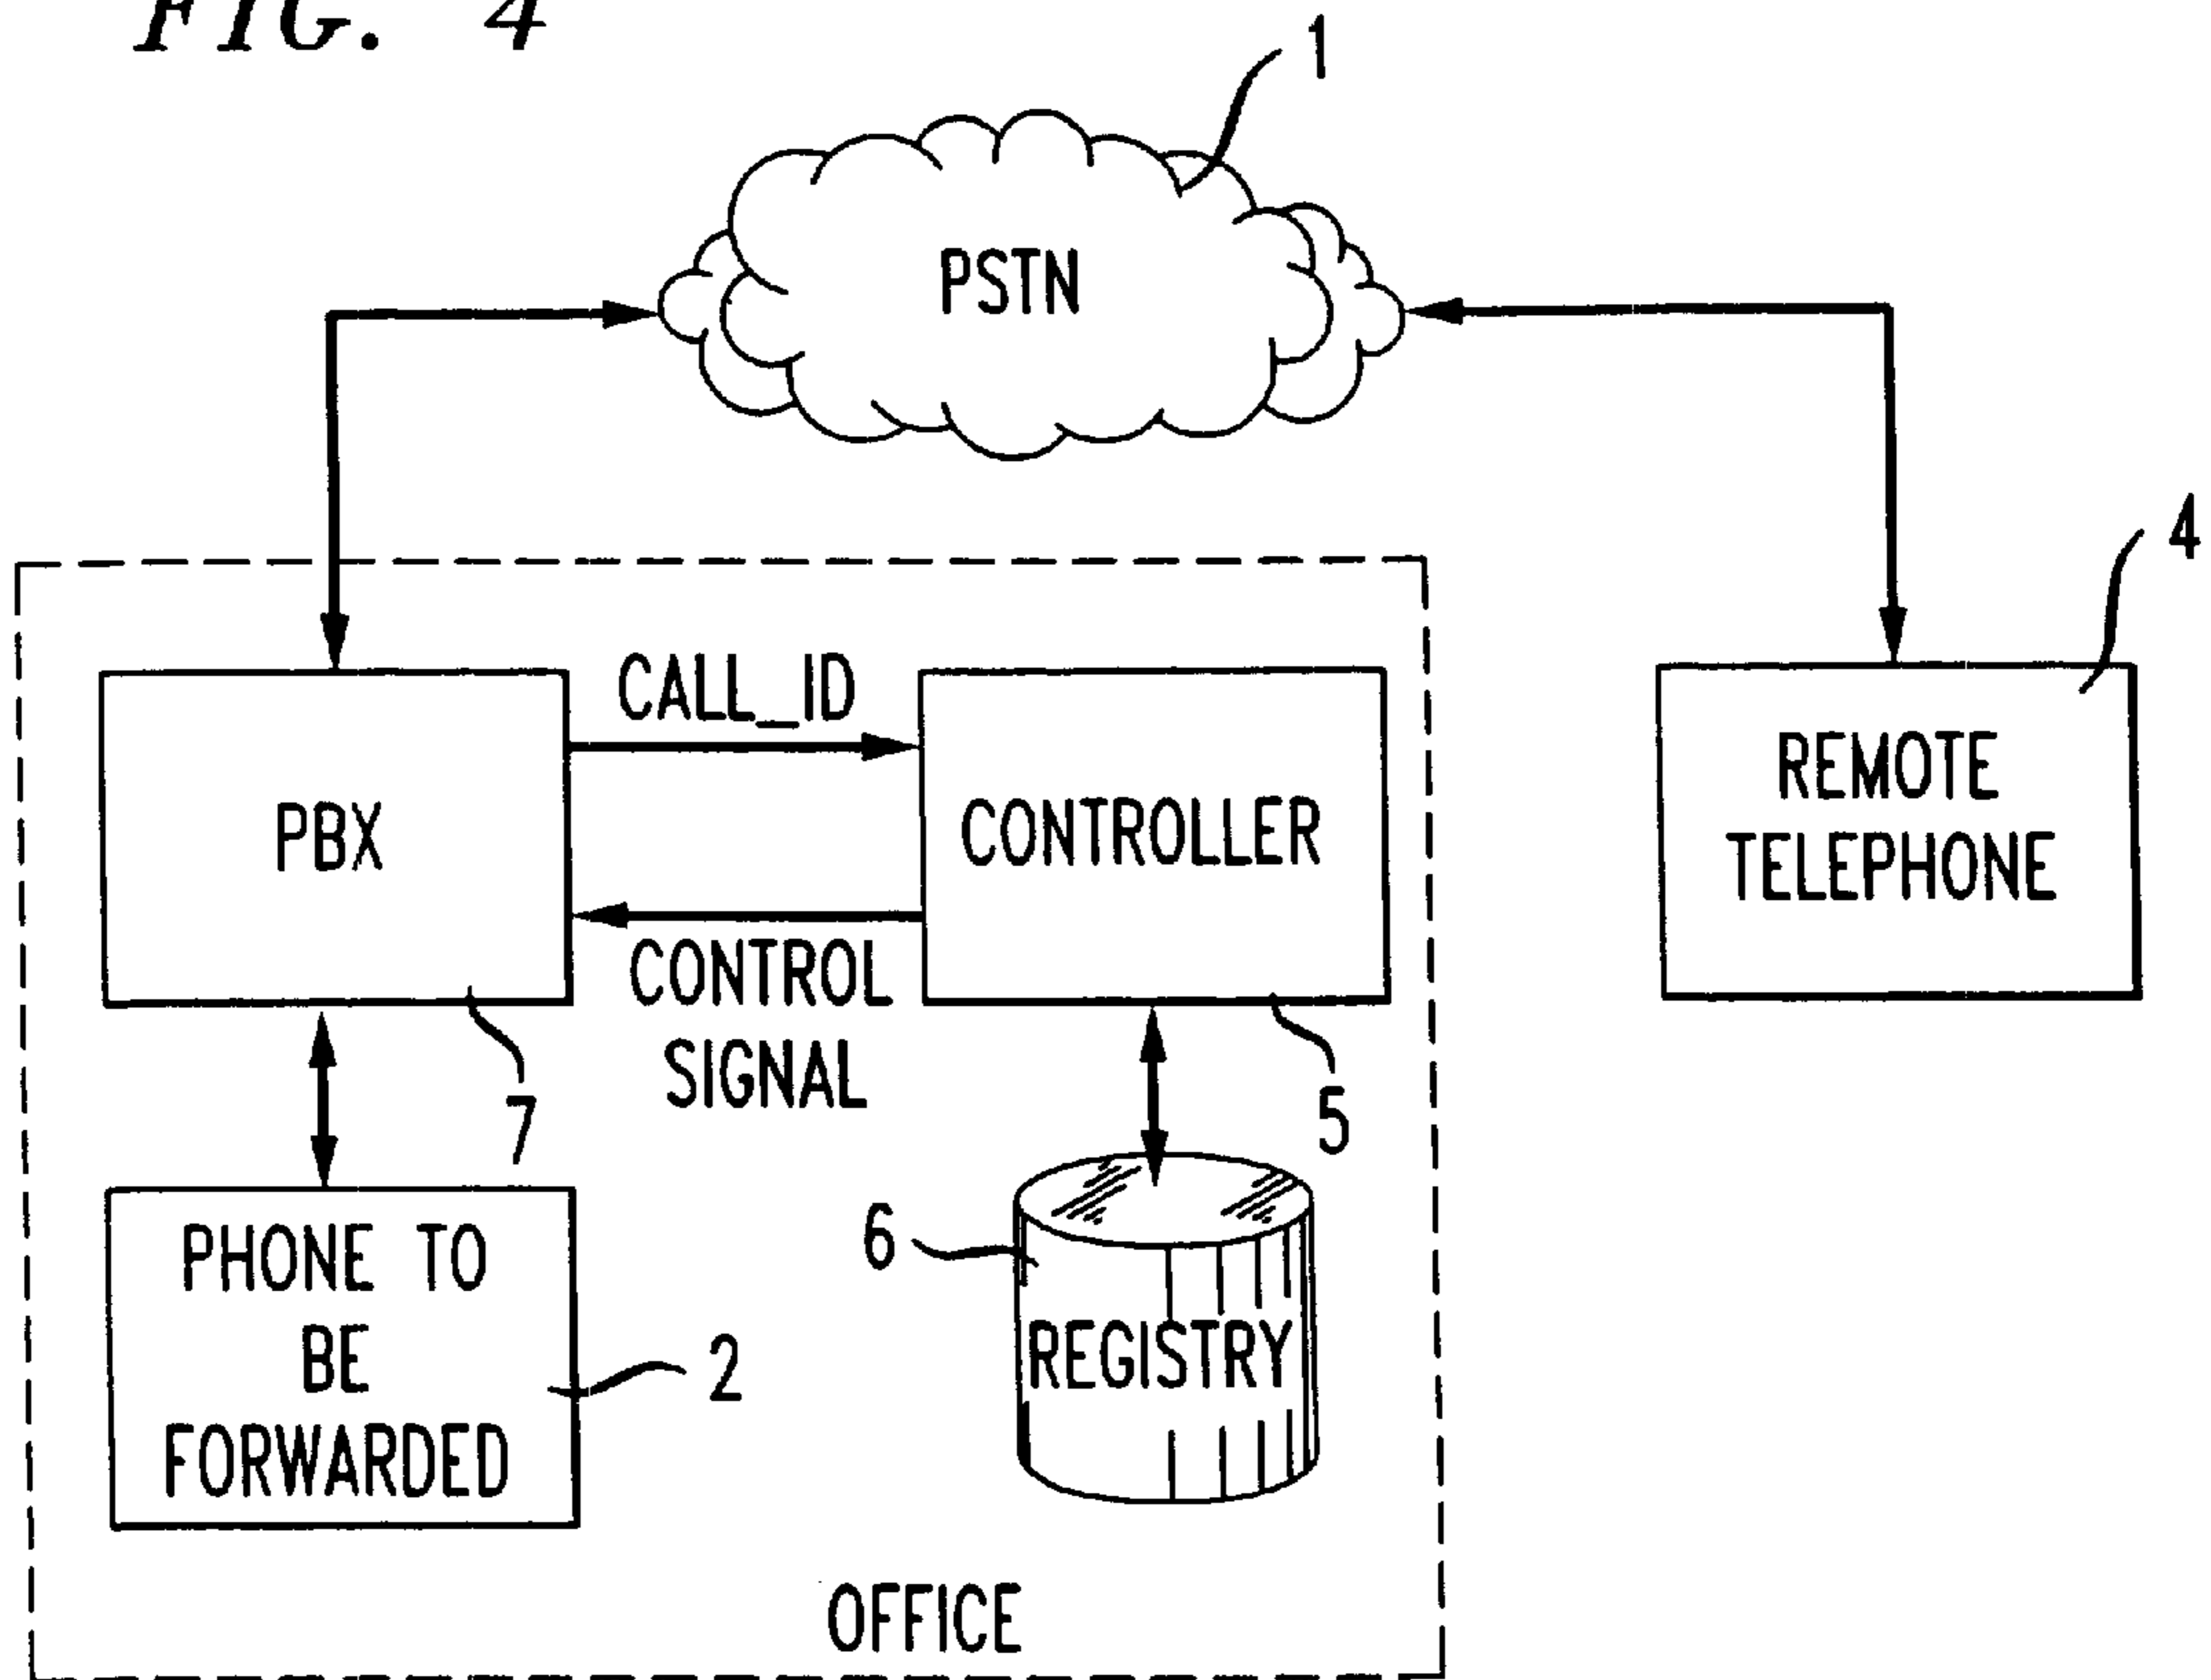 FIG. 4
1
PSTN
4
CALL_ID
PBX
CONTROLLER
REMOTE
TELEPHONE
CONTROL
SIGNAL
7
5
6
PHONE TO
BE
FORWARDED
2
REGISTRY
OFFICE